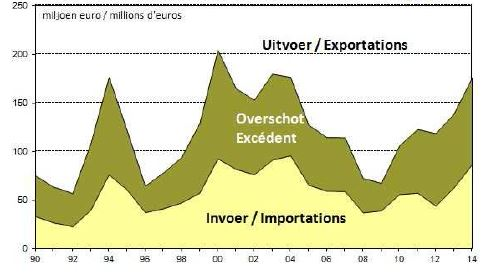 250
miljoen euro / millions d'euros
Uitvoer / Exportations
200
150
Overschot
Excédent
100
50
Invoer / Importations
0
90 92 94 96 98 00 02 04 06 08 10 12 14